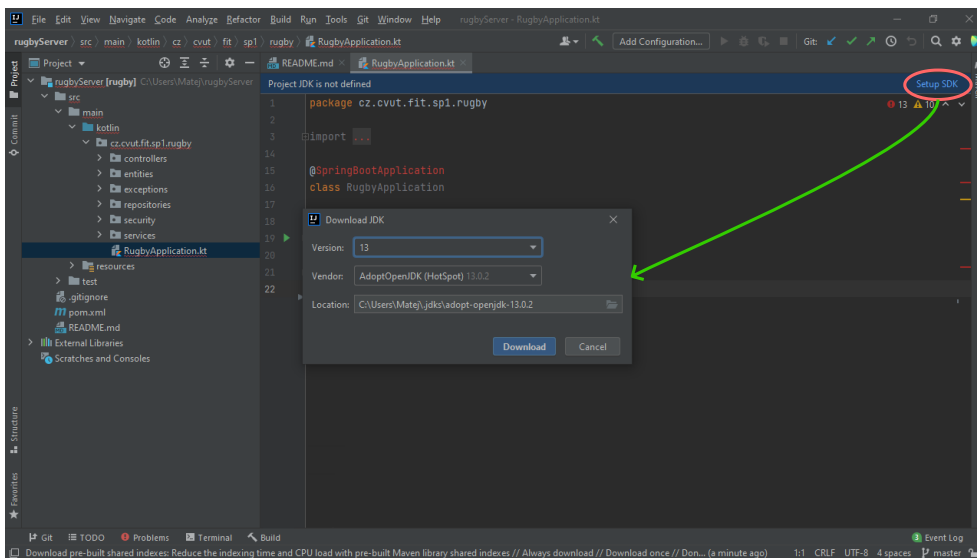 File Edit View Navigate Code Analyze Refactor Build Run Tools Git Window Help rugbyServer - RugbyApplication.kt
rugbyServer src main kotlin cz cvut fit sp1 rugby RugbyApplication.kt Add Configuration... Git:
Project README.md RugbyApplication.kt
Project
rugbyServer [rugby] C:\Users\Matej\rugbyServer
Project JDK is not defined Setup SDK
src
1 package cz.cvut.fit.sp1.rugby 13 10
main
2
Commit
kotlin
3 import ...
cz.cvut.fit.sp1.rugby
14
controllers
15 @SpringBootApplication
entities
16 class RugbyApplication
exceptions
17
repositories
18
security
Download JDK
services
19
Version: 13
RugbyApplication.kt
20
resources
21
Vendor: AdoptOpenJDK (HotSpot) 13.0.2
test
22
.gitignore
Location: C:\Users\Matej\.jdks\adopt-openjdk-13.0.2
pom.xml
README.md
External Libraries
Download Cancel
Scratches and Consoles
Structure
Favorites
Git TODO Problems Terminal Build 3 Event Log
Download pre-built shared indexes: Reduce the indexing time and CPU load with pre-built Maven library shared indexes // Always download // Download once // Don... (a minute ago) 1:1 CRLF UTF-8 4 spaces master